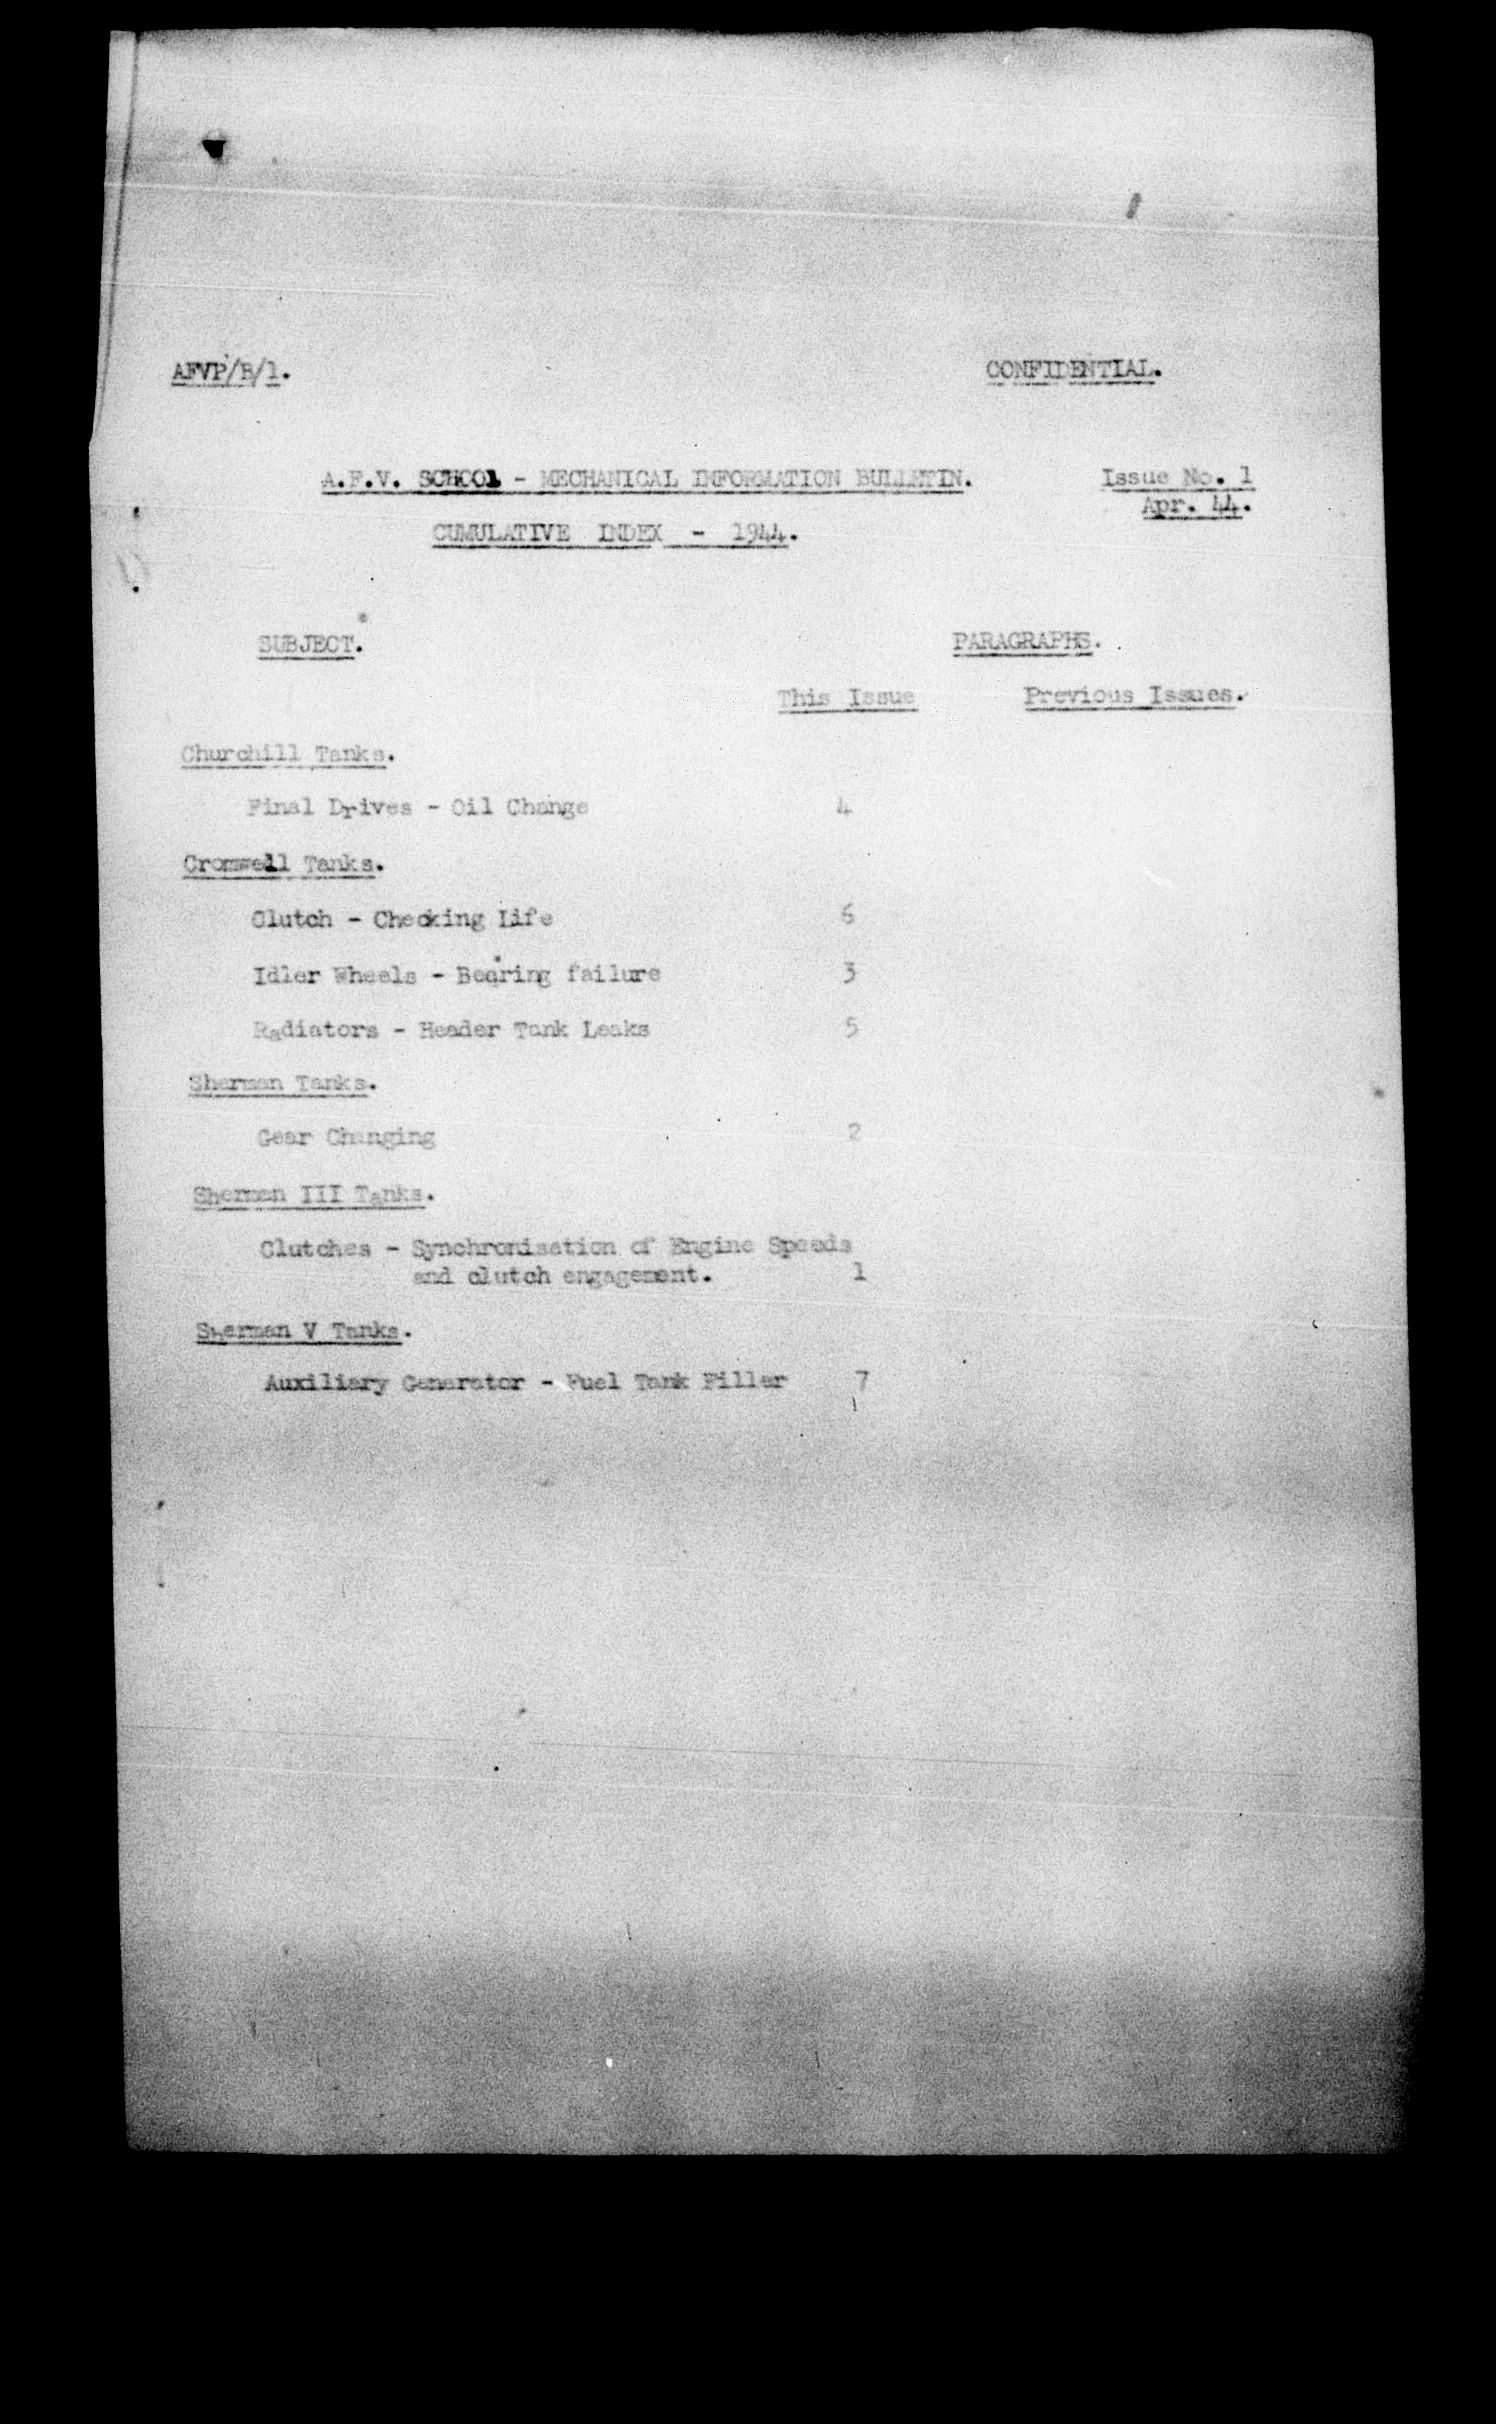 AFVP/B/1.
CONFIDENTIAL.
A.F.V. SCHOOL - MECHANICAL INFORMATION BULLETIN.
Issue No. 1
Apr. 44.
CUMULATIVE INDEX - 1944.
SUBJECT.
PARAGRAPHS.
This Issue
Previous Issues.
Churchill Tanks.
Final Drives - Oil Change 4
Cromwell Tanks.
Clutch - Checking Life 6
Idler Wheels - Bearing failure 3
Radiators - Header Tank Leaks 5
Sherman Tanks.
Gear Changing 2
Sherman III Tanks.
Clutches - Synchronisation of Engine Speeds
and clutch engagement. 1
Sherman V Tanks.
Auxiliary Generator - Fuel Tank Filler 7